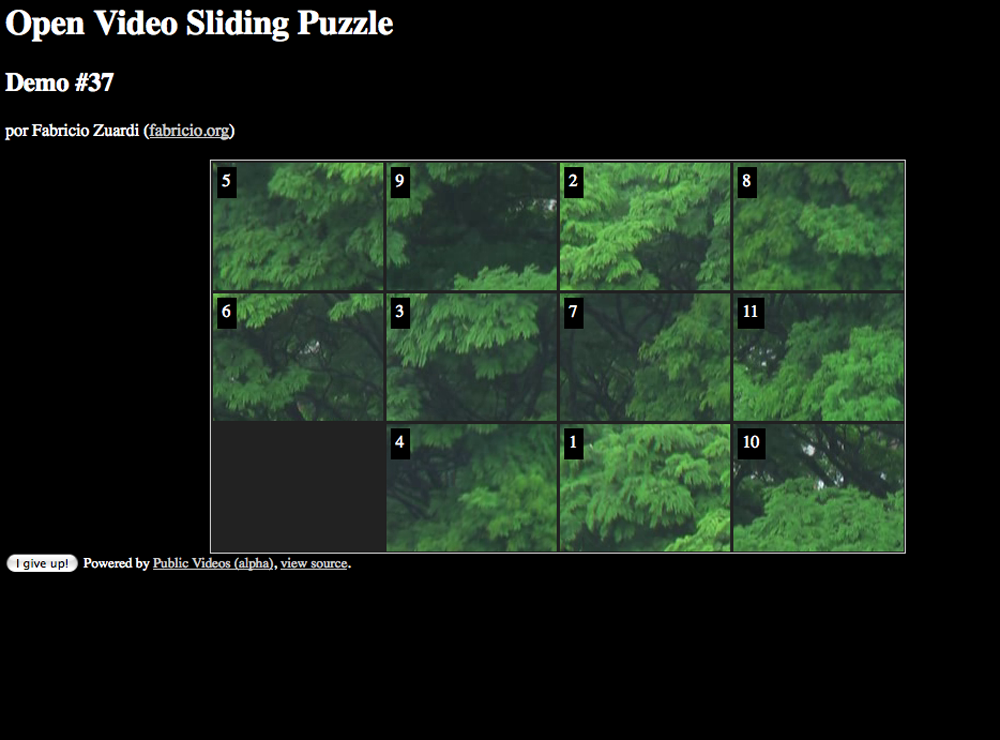 Open Video Sliding Puzzle
Demo #37
por Fabricio Zuardi (fabricio.org)
5 9 2 8
6 3 7 11
4 1 10
I give up! Powered by Public Videos (alpha), view source.